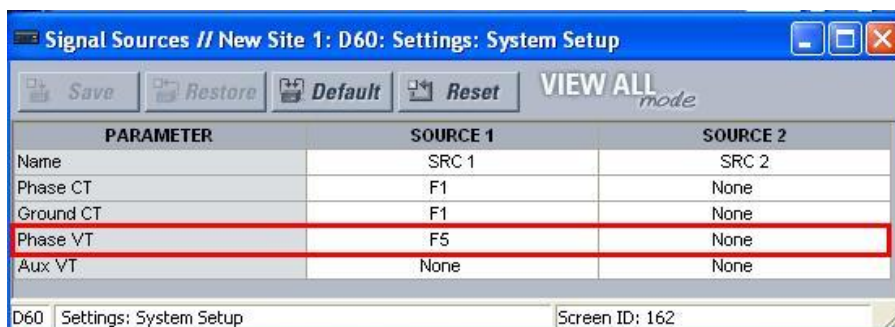 Signal Sources // New Site 1: D60: Settings: System Setup
Save Restore Default Reset VIEW ALL mode
PARAMETER SOURCE 1 SOURCE 2
Name SRC 1 SRC 2
Phase CT F1 None
Ground CT F1 None
Phase VT F5 None
Aux VT None None
D60 Settings: System Setup Screen ID: 162